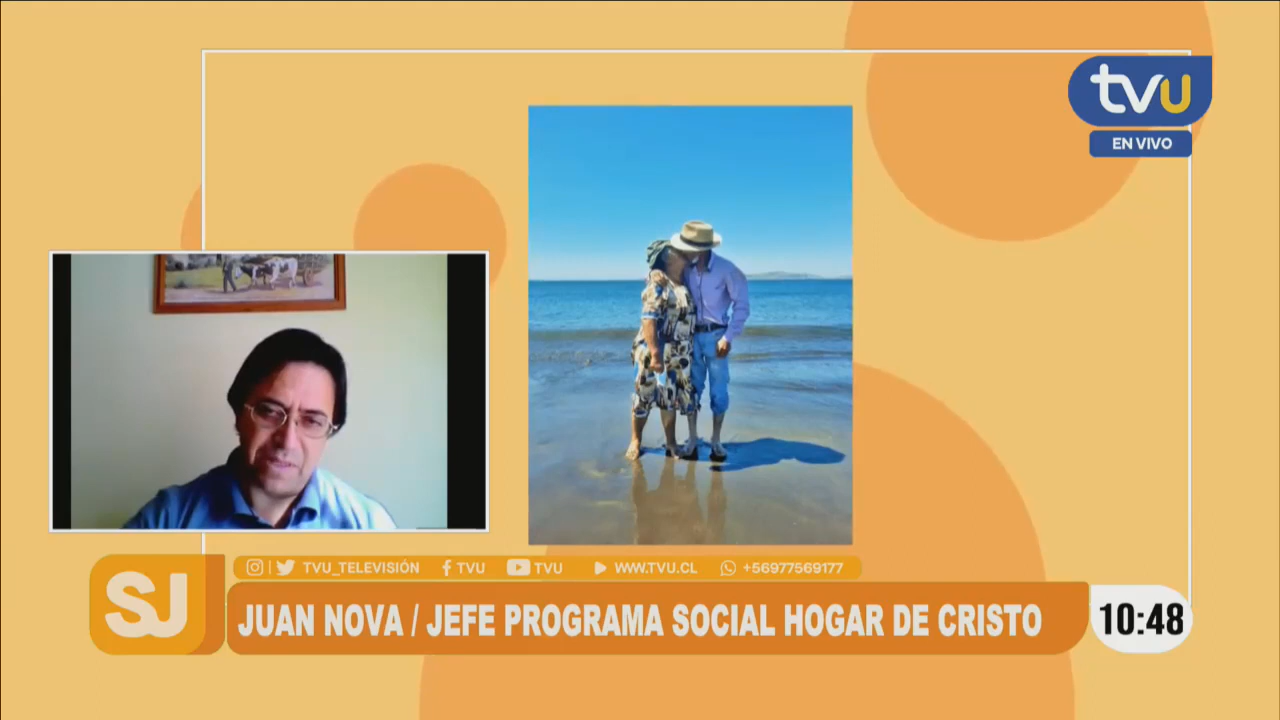 tvu
EN VIVO
TVU_TELEVISIÓN TVU TVU WWW.TVU.CL +56977569177
SJ
JUAN NOVA / JEFE PROGRAMA SOCIAL HOGAR DE CRISTO
10:48